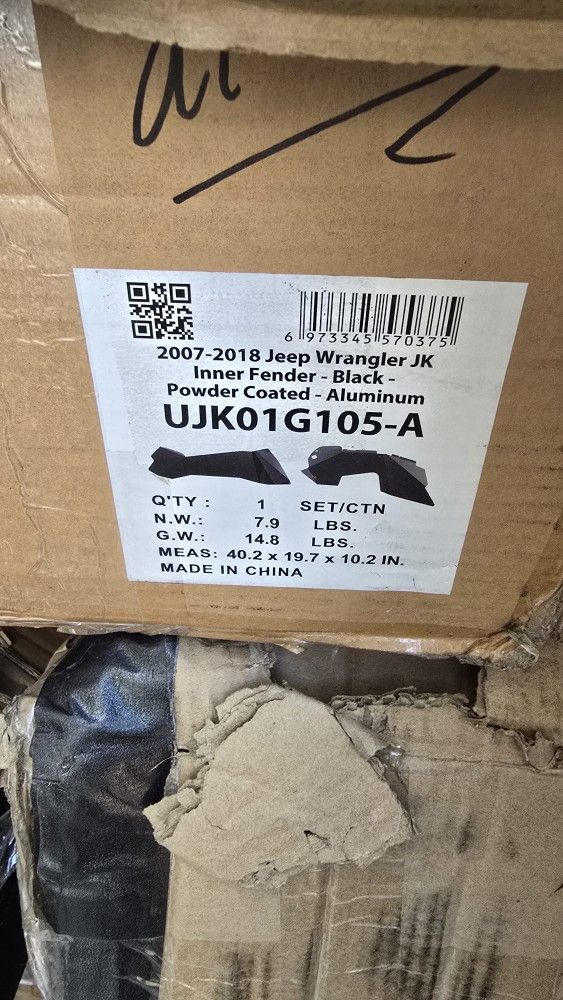 6 973345 570375
2007-2018 Jeep Wrangler JK
Inner Fender - Black -
Powder Coated - Aluminum
UJK01G105-A
Q'TY : 1 SET/CTN
N.W.: 7.9 LBS.
G.W.: 14.8 LBS.
MEAS: 40.2 x 19.7 x 10.2 IN.
MADE IN CHINA